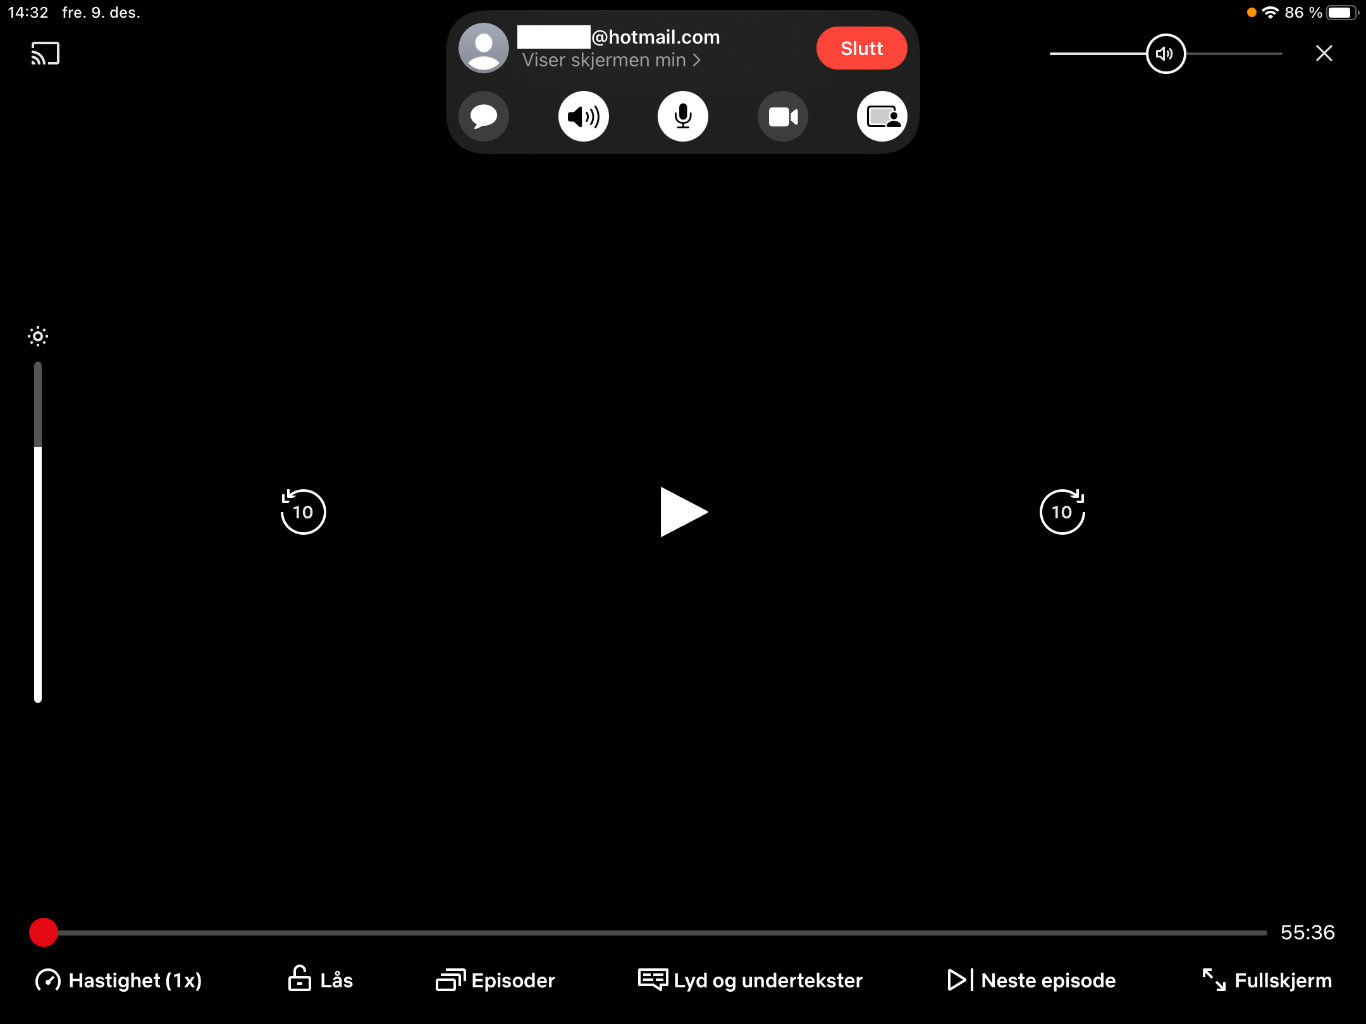 14:32 fre. 9. des.
86 %
@hotmail.com
Viser skjermen min
Slutt
10
10
55:36
Hastighet (1x)
Lås
Episoder
Lyd og undertekster
Neste episode
Fullskjerm